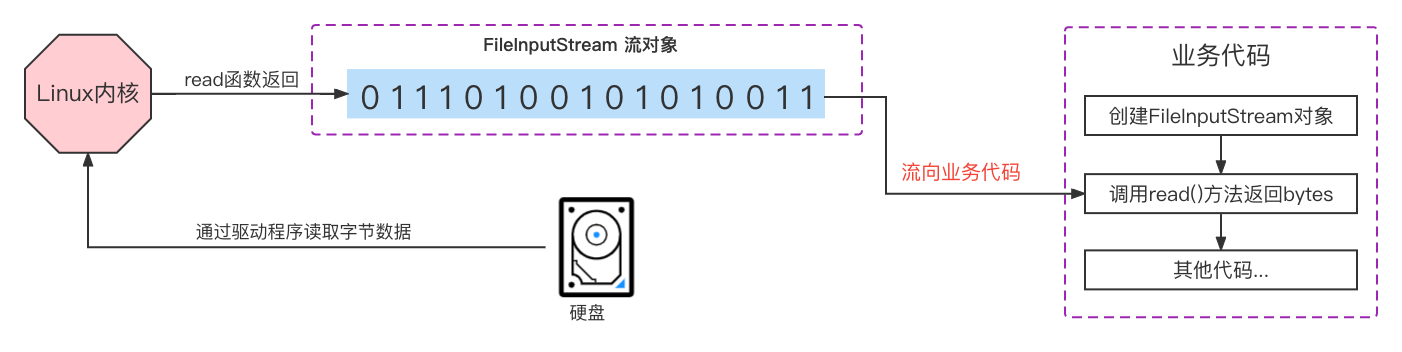 Linux内核
read函数返回
FileInputStream 流对象
0 1 1 1 0 1 0 0 1 0 1 0 1 0 0 1 1
流向业务代码
业务代码
创建FileInputStream对象
调用read()方法返回bytes
其他代码...
通过驱动程序读取字节数据
硬盘